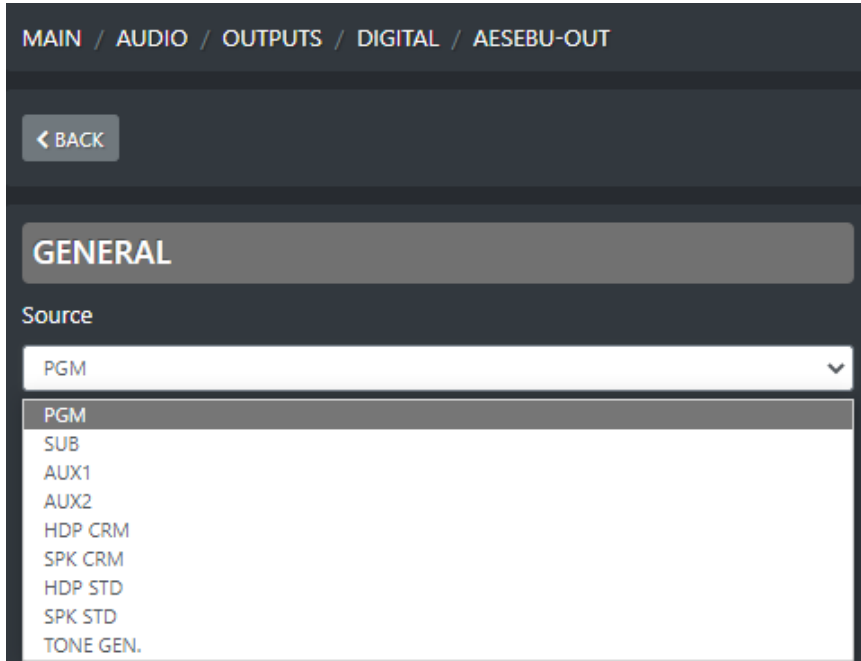 MAIN / AUDIO / OUTPUTS / DIGITAL / AESEBU-OUT
BACK
GENERAL
Source
PGM
PGM
SUB
AUX1
AUX2
HDP CRM
SPK CRM
HDP STD
SPK STD
TONE GEN.